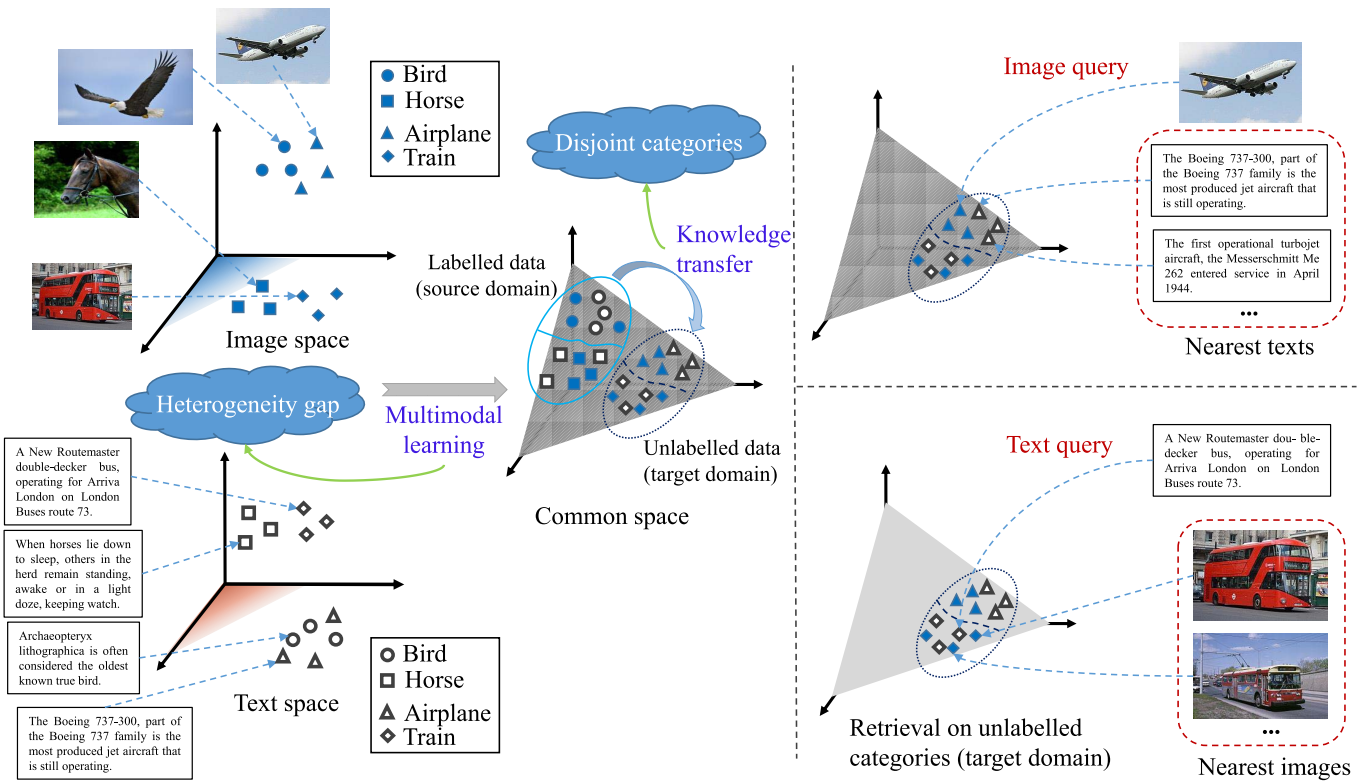 Bird
Horse
Airplane
Train
Image space
Disjoint categories
Knowledge
transfer
Labelled data
(source domain)
Heterogeneity gap
Multimodal
learning
Unlabelled data
(target domain)
Common space
A New Routemaster
double-decker bus,
operating for Arriva
London on London
Buses route 73.
When horses lie down
to sleep, others in the
herd remain standing,
awake or in a light
doze, keeping watch.
Archaeopteryx
lithographica is often
considered the oldest
known true bird.
The Boeing 737-300, part of
the Boeing 737 family is the
most produced jet aircraft that
is still operating.
Text space
Bird
Horse
Airplane
Train
Image query
The Boeing 737-300, part of
the Boeing 737 family is the
most produced jet aircraft that
is still operating.
The first operational turbojet
aircraft, the Messerschmitt Me
262 entered service in April
1944.
...
Nearest texts
Text query
A New Routemaster dou- ble-
decker bus, operating for
Arriva London on London
Buses route 73.
...
Nearest images
Retrieval on unlabelled
categories (target domain)